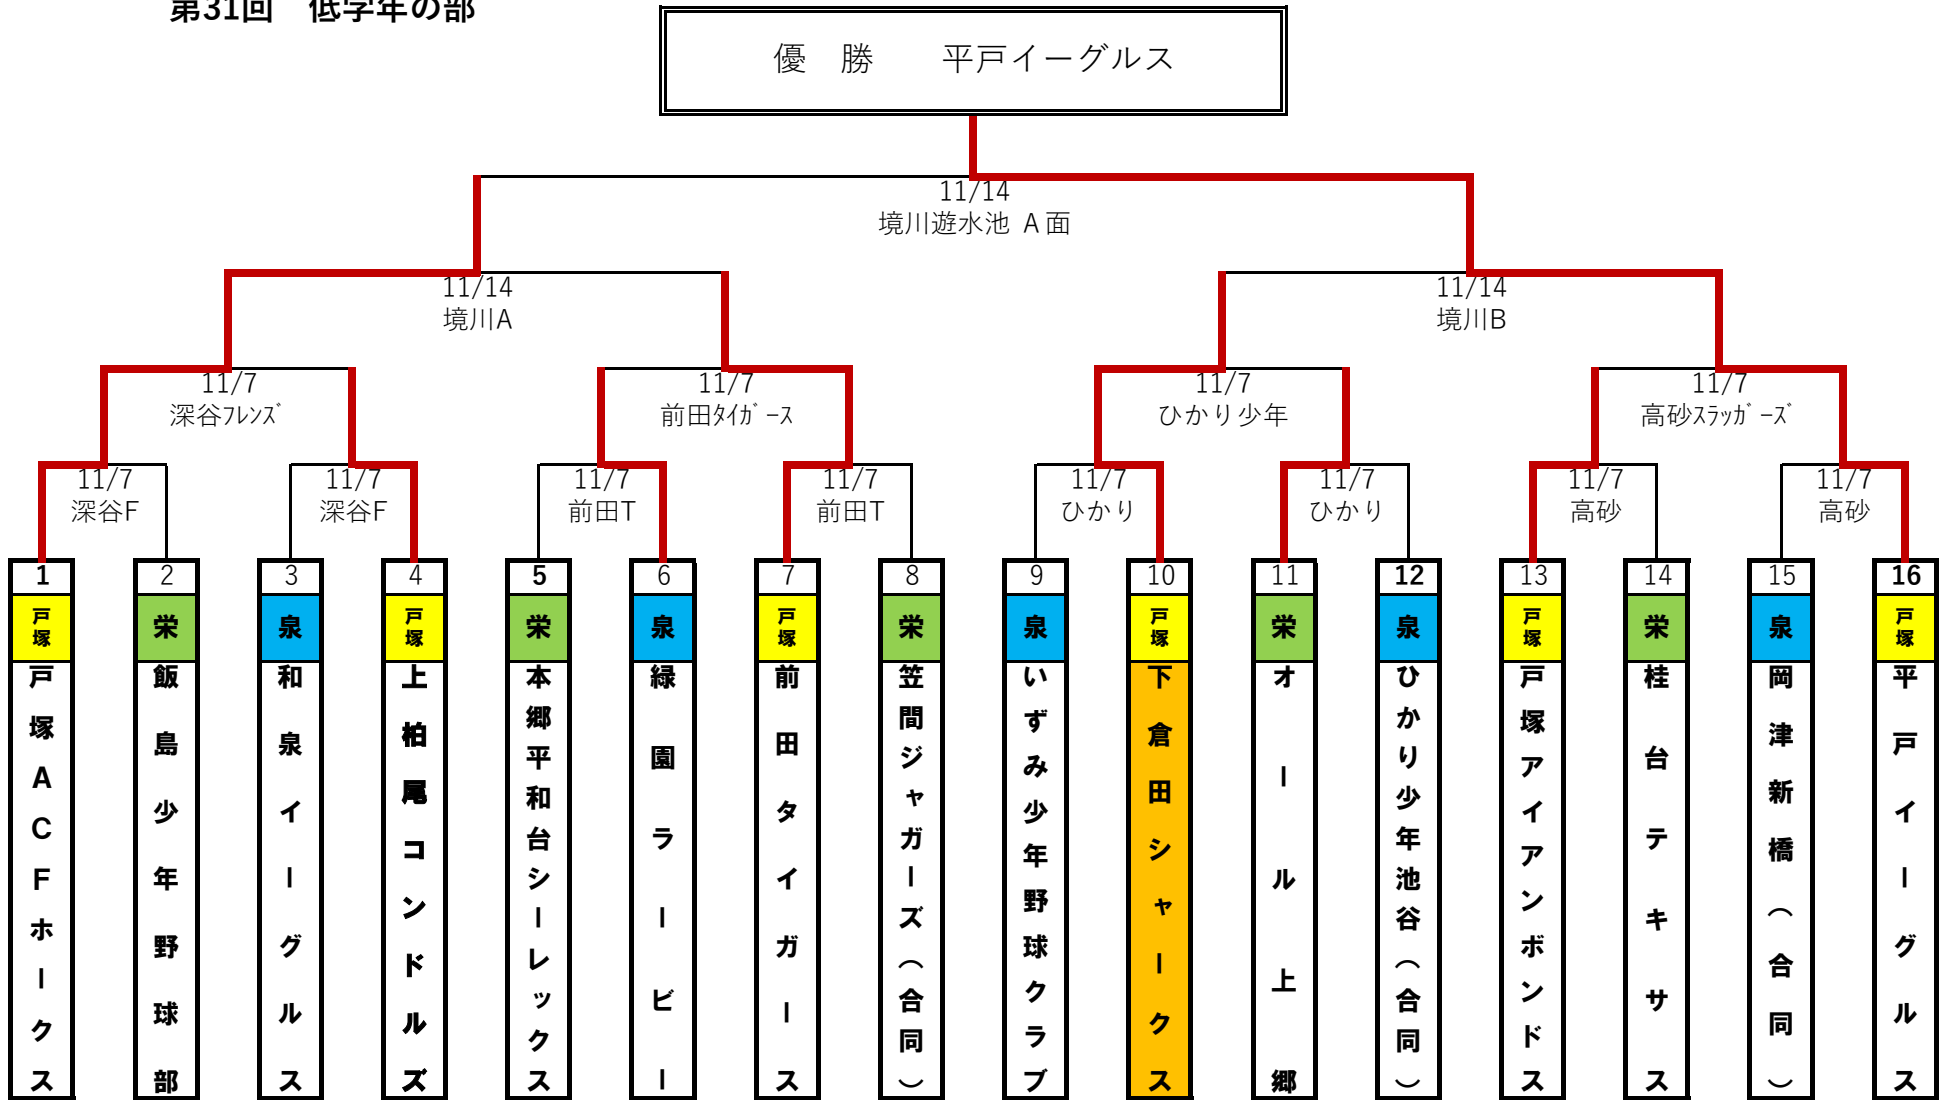 第31回　低学年の部
優　勝　　平戸イーグルス
11/14
境川遊水池 A面
11/14
境川A
11/14
境川B
11/7
深谷ﾌﾚﾝｽﾞ
11/7
前田ﾀｲｶﾞｰｽ
11/7
ひかり少年
11/7
高砂ｽﾗｯｶﾞｰｽﾞ
11/7
深谷F
11/7
深谷F
11/7
前田T
11/7
前田T
11/7
ひかり
11/7
ひかり
11/7
高砂
11/7
高砂
1
戸塚
戸塚ACFホークス
2
栄
飯島少年野球部
3
泉
和泉イーグルス
4
戸塚
上柏尾コンドルズ
5
栄
本郷平和台シーレックス
6
泉
緑園ラービー
7
戸塚
前田タイガース
8
栄
笠間ジャガーズ（合同）
9
泉
いずみ少年野球クラブ
10
戸塚
下倉田シャークス
11
栄
オール上郷
12
泉
ひかり少年池谷（合同）
13
戸塚
戸塚アイアンボンドス
14
栄
桂台テキサス
15
泉
岡津新橋（合同）
16
戸塚
平戸イーグルス